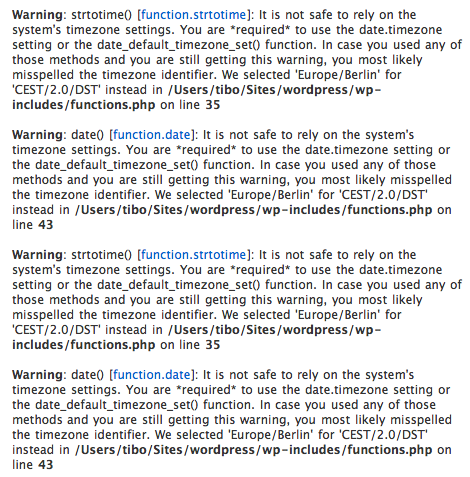 Warning: strtotime() [function.strtotime]: It is not safe to rely on the
system's timezone settings. You are *required* to use the date.timezone
setting or the date_default_timezone_set() function. In case you used any of
those methods and you are still getting this warning, you most likely
misspelled the timezone identifier. We selected 'Europe/Berlin' for
'CEST/2.0/DST' instead in /Users/tibo/Sites/wordpress/wp-
includes/functions.php on line 35
Warning: date() [function.date]: It is not safe to rely on the system's
timezone settings. You are *required* to use the date.timezone setting or
the date_default_timezone_set() function. In case you used any of those
methods and you are still getting this warning, you most likely misspelled
the timezone identifier. We selected 'Europe/Berlin' for 'CEST/2.0/DST'
instead in /Users/tibo/Sites/wordpress/wp-includes/functions.php on
line 43
Warning: strtotime() [function.strtotime]: It is not safe to rely on the
system's timezone settings. You are *required* to use the date.timezone
setting or the date_default_timezone_set() function. In case you used any of
those methods and you are still getting this warning, you most likely
misspelled the timezone identifier. We selected 'Europe/Berlin' for
'CEST/2.0/DST' instead in /Users/tibo/Sites/wordpress/wp-
includes/functions.php on line 35
Warning: date() [function.date]: It is not safe to rely on the system's
timezone settings. You are *required* to use the date.timezone setting or
the date_default_timezone_set() function. In case you used any of those
methods and you are still getting this warning, you most likely misspelled
the timezone identifier. We selected 'Europe/Berlin' for 'CEST/2.0/DST'
instead in /Users/tibo/Sites/wordpress/wp-includes/functions.php on
line 43